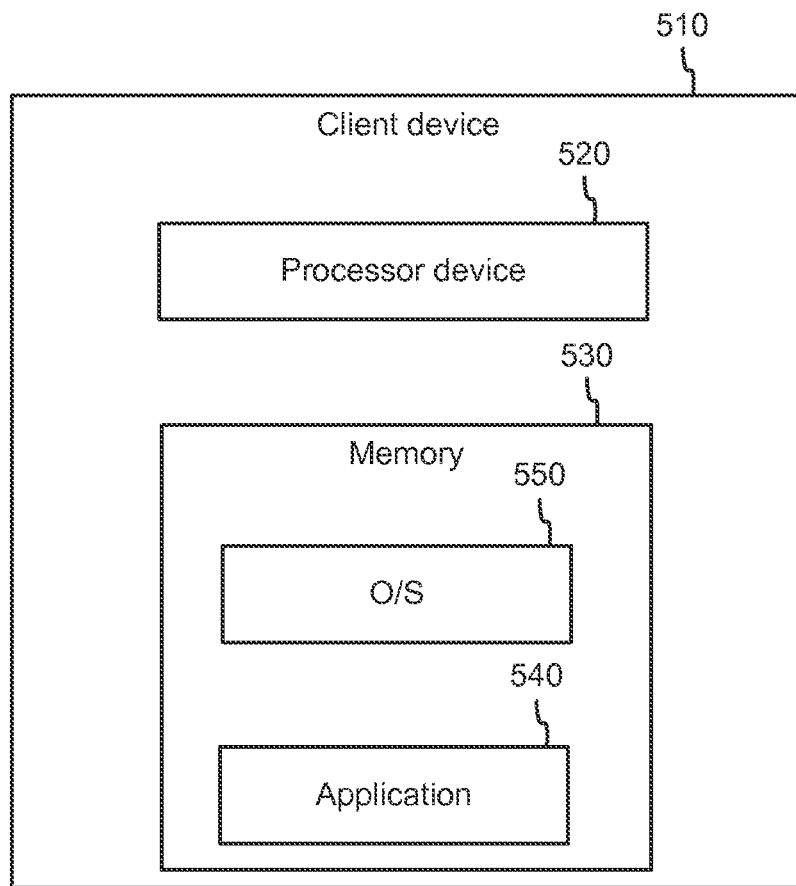 510
Client device
520
Processor device
530
Memory
550
O/S
540
Application